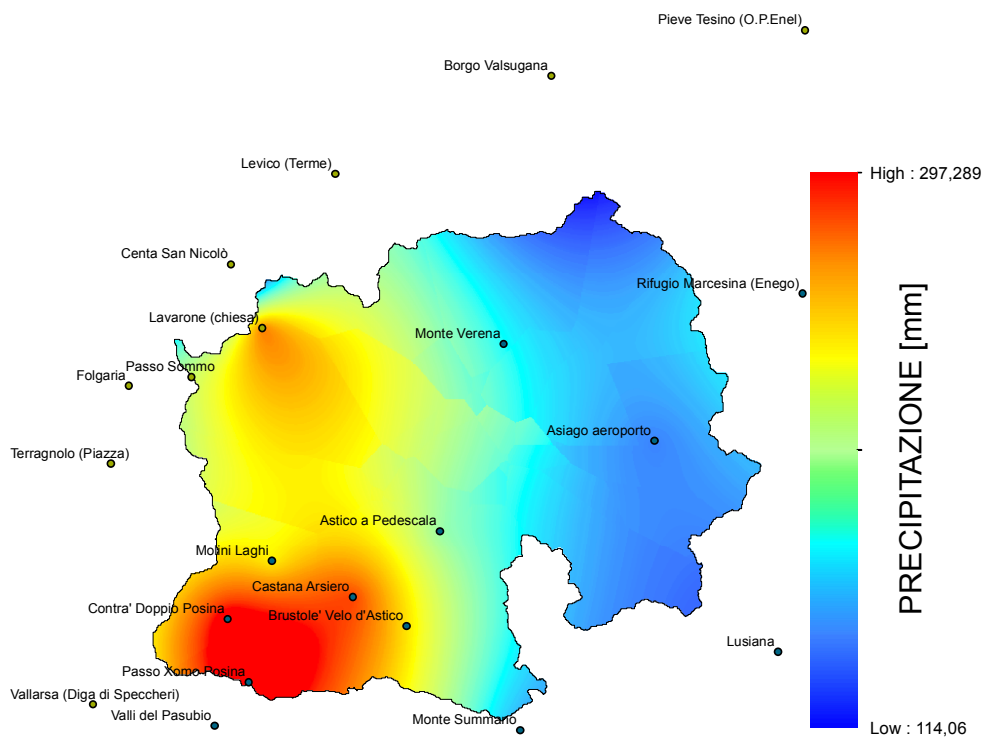 Pieve Tesino (O.P.Enel)
Borgo Valsugana
Levico (Terme)
High : 297,289
Centa San Nicolò
Rifugio Marcesina (Enego)
Lavarone (chiesa)
Monte Verena
Passo Sommo
Folgaria
Asiago aeroporto
PRECIPITAZIONE [mm]
Terragnolo (Piazza)
Astico a Pedescala
Molini Laghi
Castana Arsiero
Contra' Doppio Posina
Brustole' Velo d'Astico
Lusiana
Passo Xomo Posina
Vallarsa (Diga di Speccheri)
Valli del Pasubio
Monte Summano
Low : 114,06